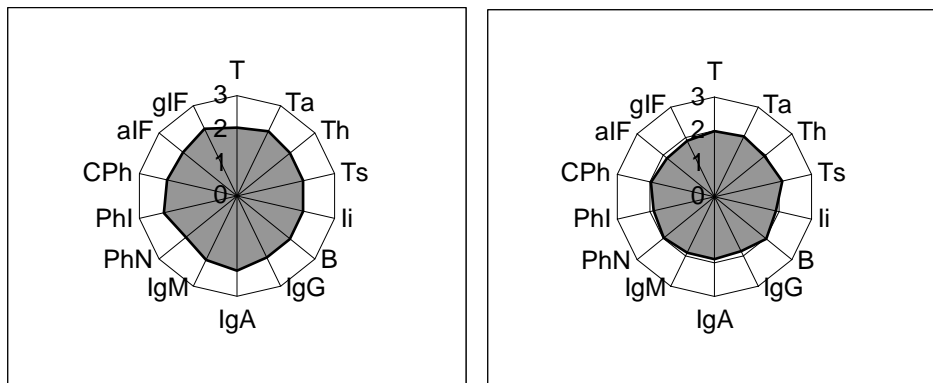 T
3
gIF
Ta
2
aIF
Th
1
CPh
Ts
0
PhI
Ii
PhN
B
IgM
IgG
IgA
T
3
gIF
Ta
2
aIF
Th
1
CPh
Ts
0
PhI
Ii
PhN
B
IgM
IgG
IgA